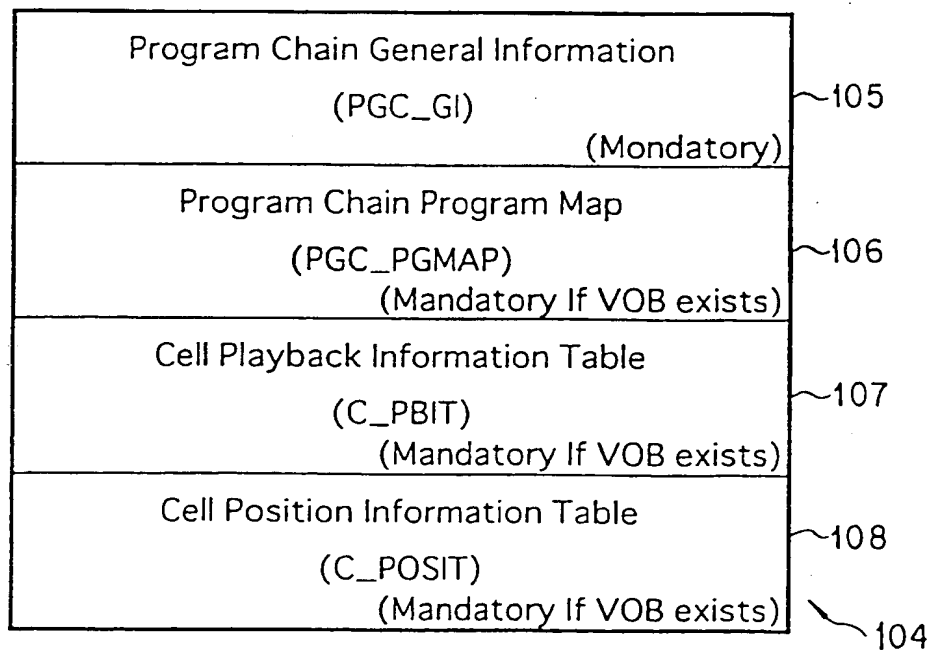 Program Chain General Information
(PGC_GI)
(Mondatory)
105
Program Chain Program Map
(PGC_PGMAP)
(Mandatory If VOB exists)
106
Cell Playback Information Table
(C_PBIT)
(Mandatory If VOB exists)
107
Cell Position Information Table
(C_POSIT)
(Mandatory If VOB exists)
108
104